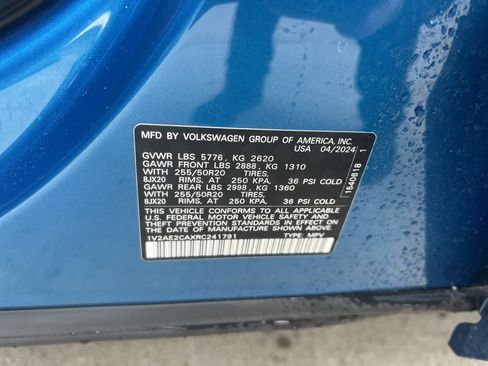 MFD BY VOLKSWAGEN GROUP OF AMERICA, INC.
USA 04/2024
GVWR LBS 5776, KG 2620
GAWR FRONT LBS 2888, KG 1310
WITH 255/50R20 TIRES,
8JX20 RIMS, AT 250 KPA, 36 PSI COLD
GAWR REAR LBS 2998, KG 1360
WITH 255/50R20 TIRES,
8JX20 RIMS, AT 250 KPA, 36 PSI COLD
THIS VEHICLE CONFORMS TO ALL APPLICABLE
U.S. FEDERAL MOTOR VEHICLE SAFETY AND
THEFT PREVENTION STANDARDS IN EFFECT ON
THE DATE OF MANUFACTURE SHOWN ABOVE.
1V2AE2CAXRC241791 TYPE: MPV
1540618 1